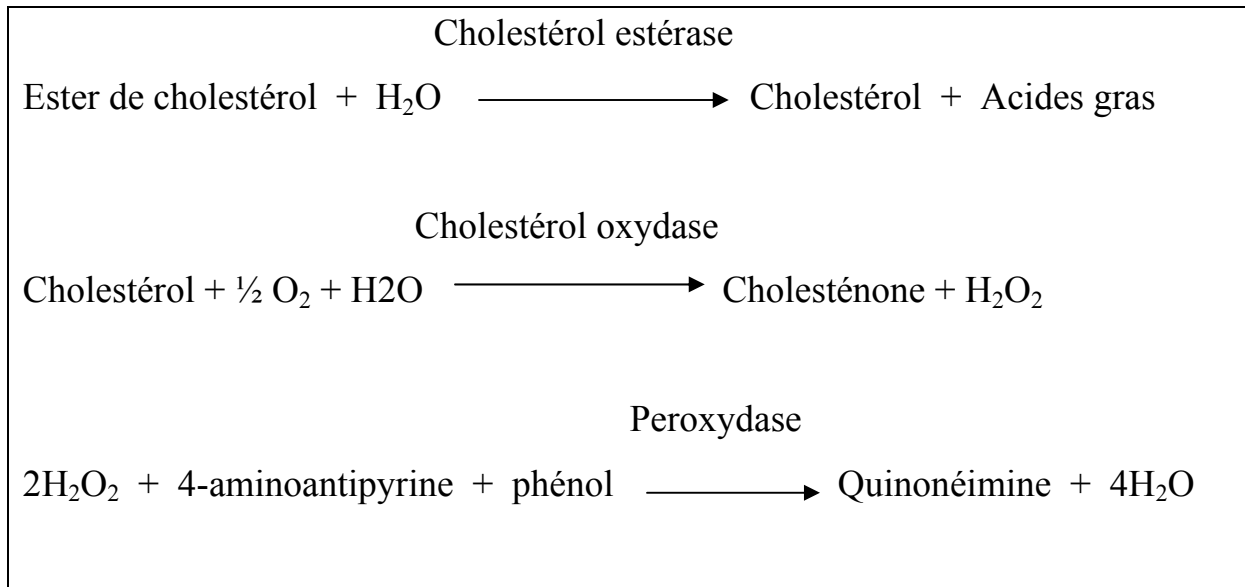 Cholestérol estérase
Ester de cholestérol + H₂O ⟶ Cholestérol + Acides gras
Cholestérol oxydase
Cholestérol + ½ O₂ + H2O ⟶ Cholesténone + H₂O₂
Peroxydase
2H₂O₂ + 4-aminoantipyrine + phénol ⟶ Quinonéimine + 4H₂O